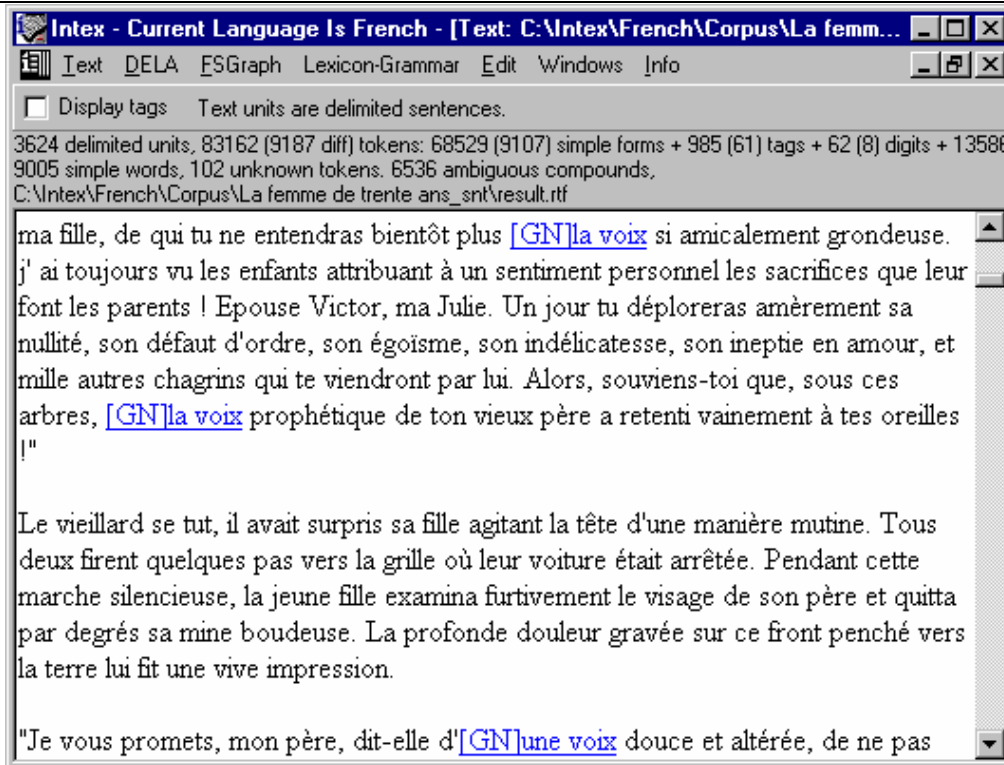 Intex - Current Language Is French - [Text: C:\Intex\French\Corpus\La femm...
Text DELA FSGraph Lexicon-Grammar Edit Windows Info
Display tags Text units are delimited sentences.
3624 delimited units, 83162 (9187 diff) tokens: 68529 (9107) simple forms + 985 (61) tags + 62 (8) digits + 13586
9005 simple words, 102 unknown tokens. 6536 ambiguous compounds,
C:\Intex\French\Corpus\La femme de trente ans_snt\result.rtf
ma fille, de qui tu ne entendras bientôt plus [GN]la voix si amicalement grondeuse.
j' ai toujours vu les enfants attribuant à un sentiment personnel les sacrifices que leur
font les parents ! Epouse Victor, ma Julie. Un jour tu déploreras amèrement sa
nullité, son défaut d'ordre, son égoïsme, son indélicatesse, son ineptie en amour, et
mille autres chagrins qui te viendront par lui. Alors, souviens-toi que, sous ces
arbres, [GN]la voix prophétique de ton vieux père a retenti vainement à tes oreilles
!"
Le vieillard se tut, il avait surpris sa fille agitant la tête d'une manière mutine. Tous
deux firent quelques pas vers la grille où leur voiture était arrêtée. Pendant cette
marche silencieuse, la jeune fille examina furtivement le visage de son père et quitta
par degrés sa mine boudeuse. La profonde douleur gravée sur ce front penché vers
la terre lui fit une vive impression.
"Je vous promets, mon père, dit-elle d'[GN]une voix douce et altérée, de ne pas